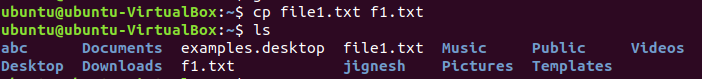 ubuntu@ubuntu-VirtualBox:~$ cp file1.txt f1.txt
ubuntu@ubuntu-VirtualBox:~$ ls
abc Documents examples.desktop file1.txt Music Public Videos
Desktop Downloads f1.txt jignesh Pictures Templates